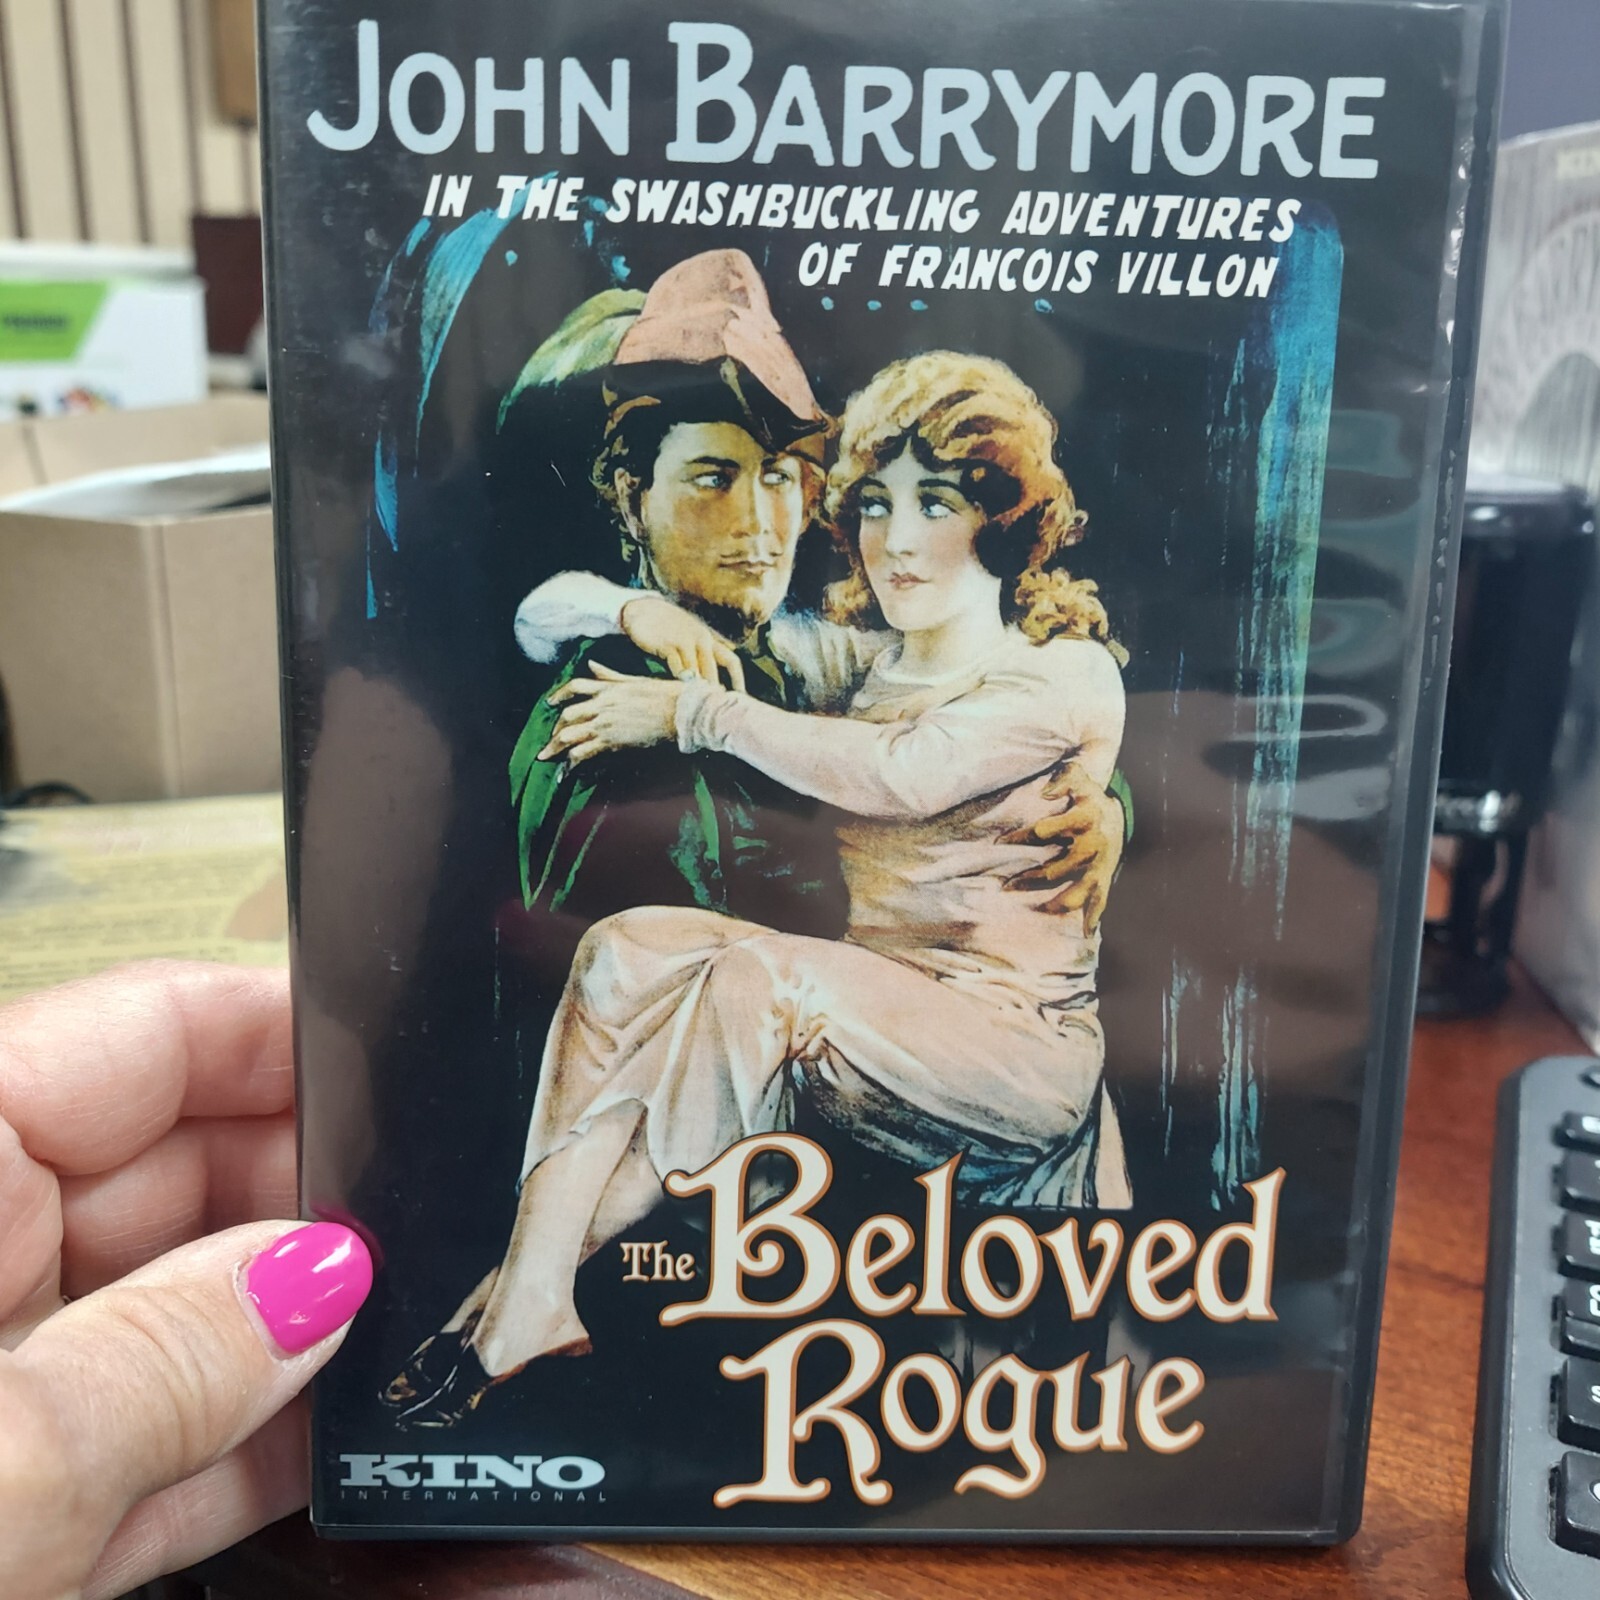 JOHN BARRYMORE
IN THE SWASHBUCKLING ADVENTURES
OF FRANCOIS VILLON
The Beloved
Rogue
KINO
INTERNATIONAL